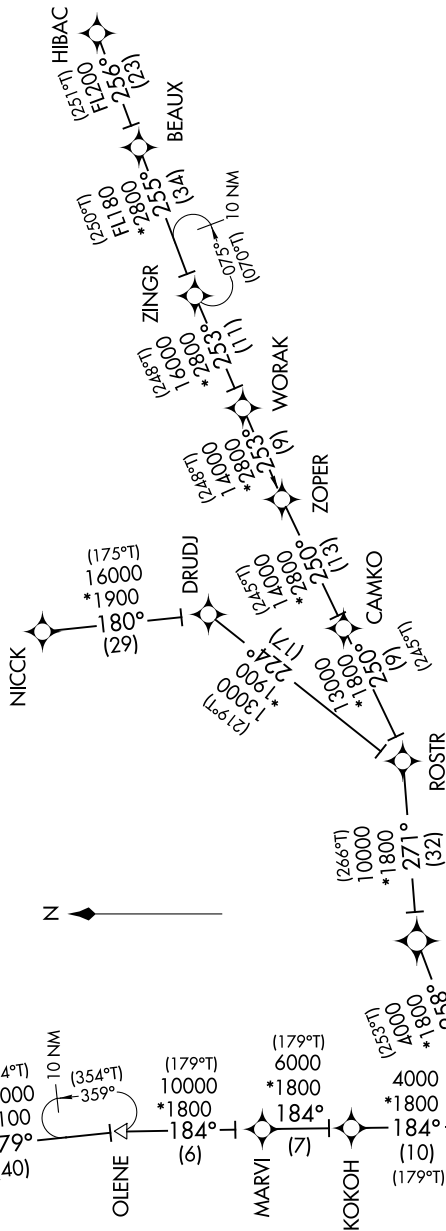 HIBAC
(251°T)
FL200
256°
(23)
BEAUX
(250°T)
FL180
*2800
255°
(34)
10 NM
075°
(070°T)
ZINGR
(248°T)
16000
*2800
253°
(11)
WORAK
(248°T)
14000
*2800
253°
(9)
ZOPER
(245°T)
14000
*2800
250°
(13)
CAMKO
13000
*1800
250°
(9)
(245°T)
NICCK
(175°T)
16000
*1900
180°
(29)
DRUDJ
(219°T)
13000
*1900
224°
(17)
ROSTR
N
(266°T)
10000
*1800
271°
(32)
(253°T)
4000
*1800
4°T)
000
100
79°
40)
10 NM
(354°T)
359°
OLENE
(179°T)
10000
*1800
184°
(6)
MARVI
(179°T)
6000
*1800
184°
(7)
KOKOH
4000
*1800
184°
(10)
(179°T)